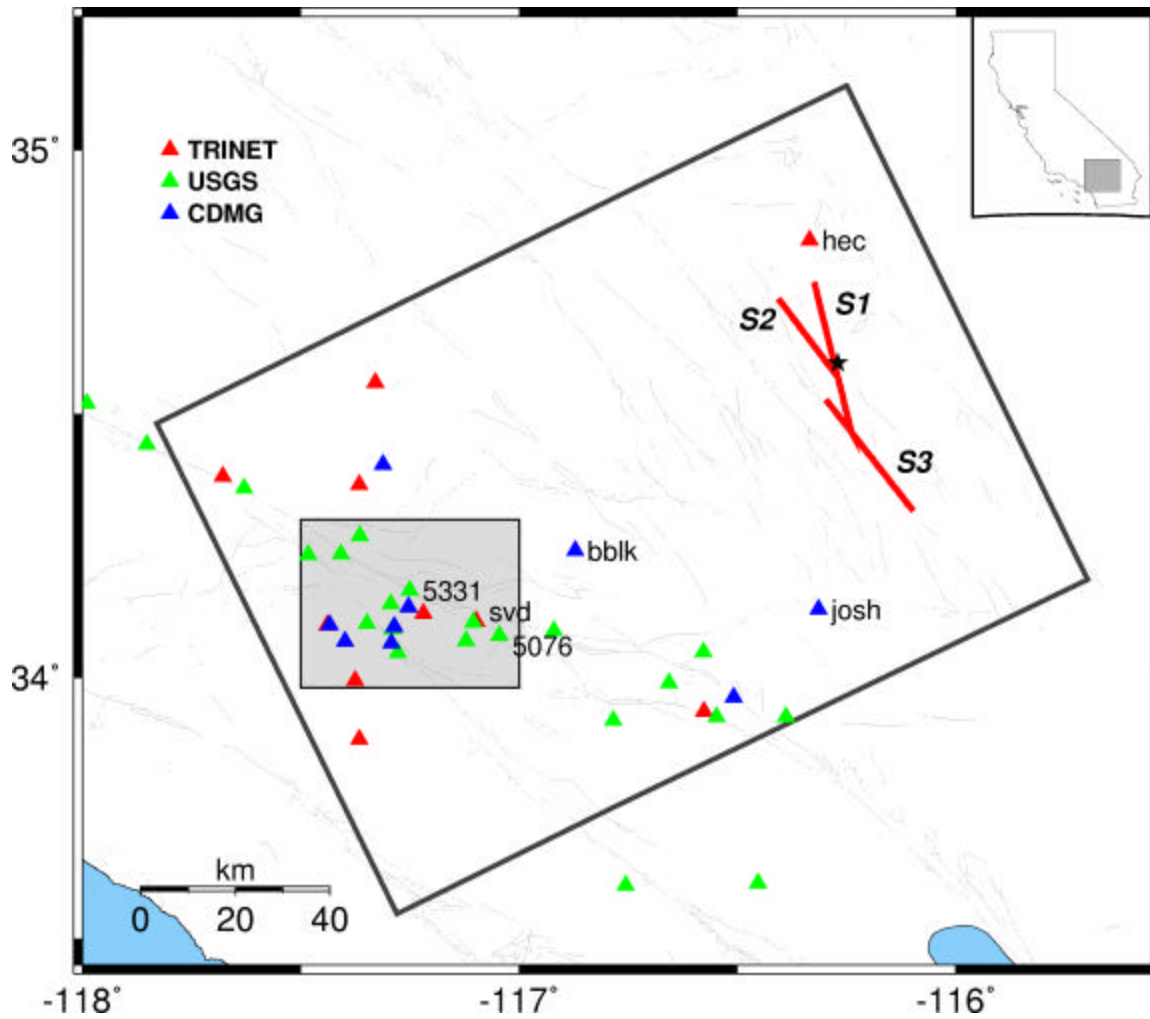 35°
TRINET
USGS
CDMG
hec
S1
S2
S3
bblk
5331
svd
josh
5076
34°
km
0 20 40
-118° -117° -116°